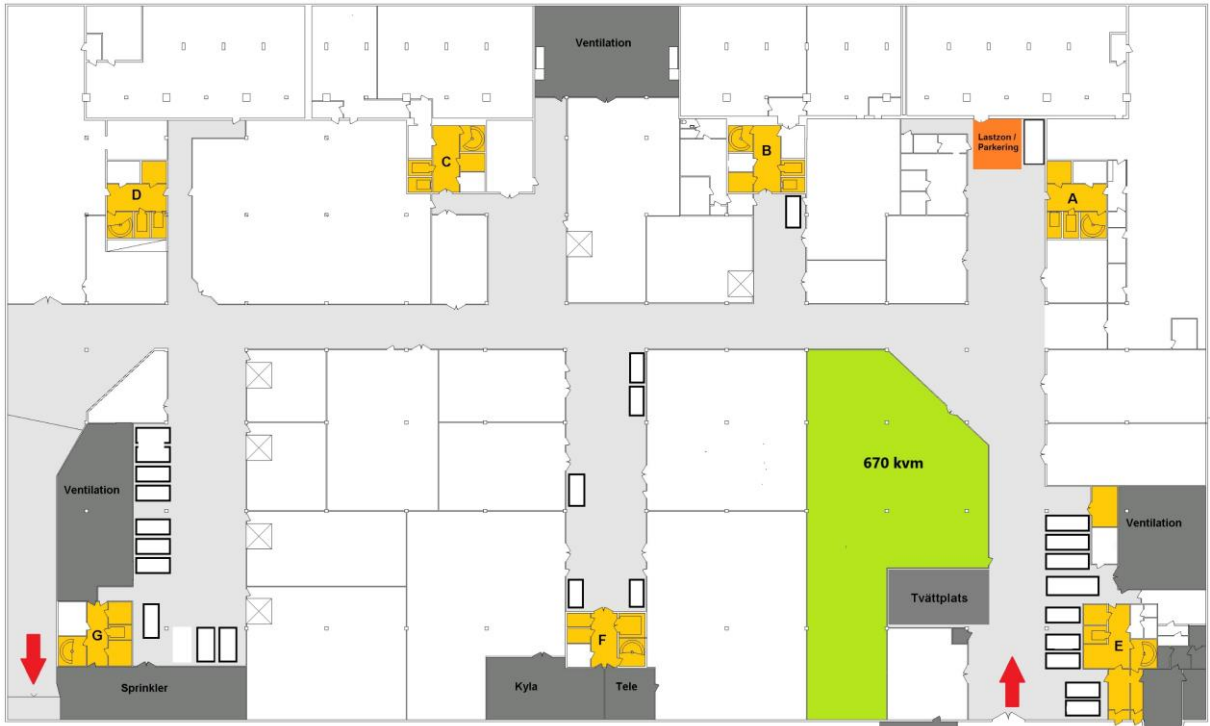 Ventilation
Lastzon /
Parkering
C
B
D
A
670 kvm
Ventilation
Ventilation
Tvättplats
G
F
E
Sprinkler
Kyla
Tele